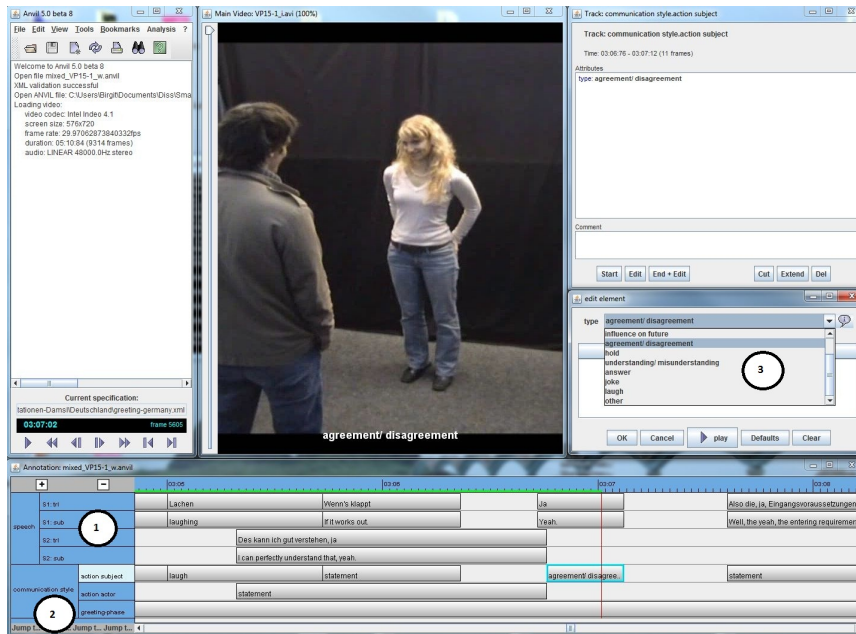 Anvil 5.0 beta 8
File Edit View Tools Bookmarks Analysis ?
Welcome to Anvil 5.0 beta 8
Open file mixed_VP15-1_w.anvil
XML validation successful
Open ANVIL file: C:\Users\Birgit\Documents\Diss\Sma
Loading video:
video codec: Intel Indeo 4.1
screen size: 576x720
frame rate: 29.97062873840332fps
duration: 05:10:84 (9314 frames)
audio: LINEAR 48000.0Hz stereo
Current specification:
tationen-Damsl\Deutschland\greeting-germany.xml
03:07:02 frame 5605
Main Video: VP15-1_i.avi (100%)
agreement/ disagreement
Track: communication style.action subject
Track: communication style.action subject
Time: 03:06:76 - 03:07:12 (11 frames)
Attributes
type: agreement/ disagreement
Comment
Start Edit End + Edit Cut Extend Del
edit element
type agreement/ disagreement
influence on future
agreement/ disagreement
hold
understanding/ misunderstanding
answer
joke
laugh
other
3
OK Cancel play Defaults Clear
Annotation: mixed_VP15-1_w.anvil
+ - 03:05 03:06 03:07 03:08
speech
S1: trl Lachen Wenn's klappt Ja Also die, ja, Eingangsvoraussetzungen
S1: sub laughing If it works out. Yeah. Well, the yeah, the entering requiremen
1
S2: trl Des kann ich gut verstehen, ja
S2: sub I can perfectly understand that, yeah.
communication style
action subject laugh statement agreement/ disagree... statement
action actor statement
greeting-phase
2
Jump t... Jump t... Jump t...